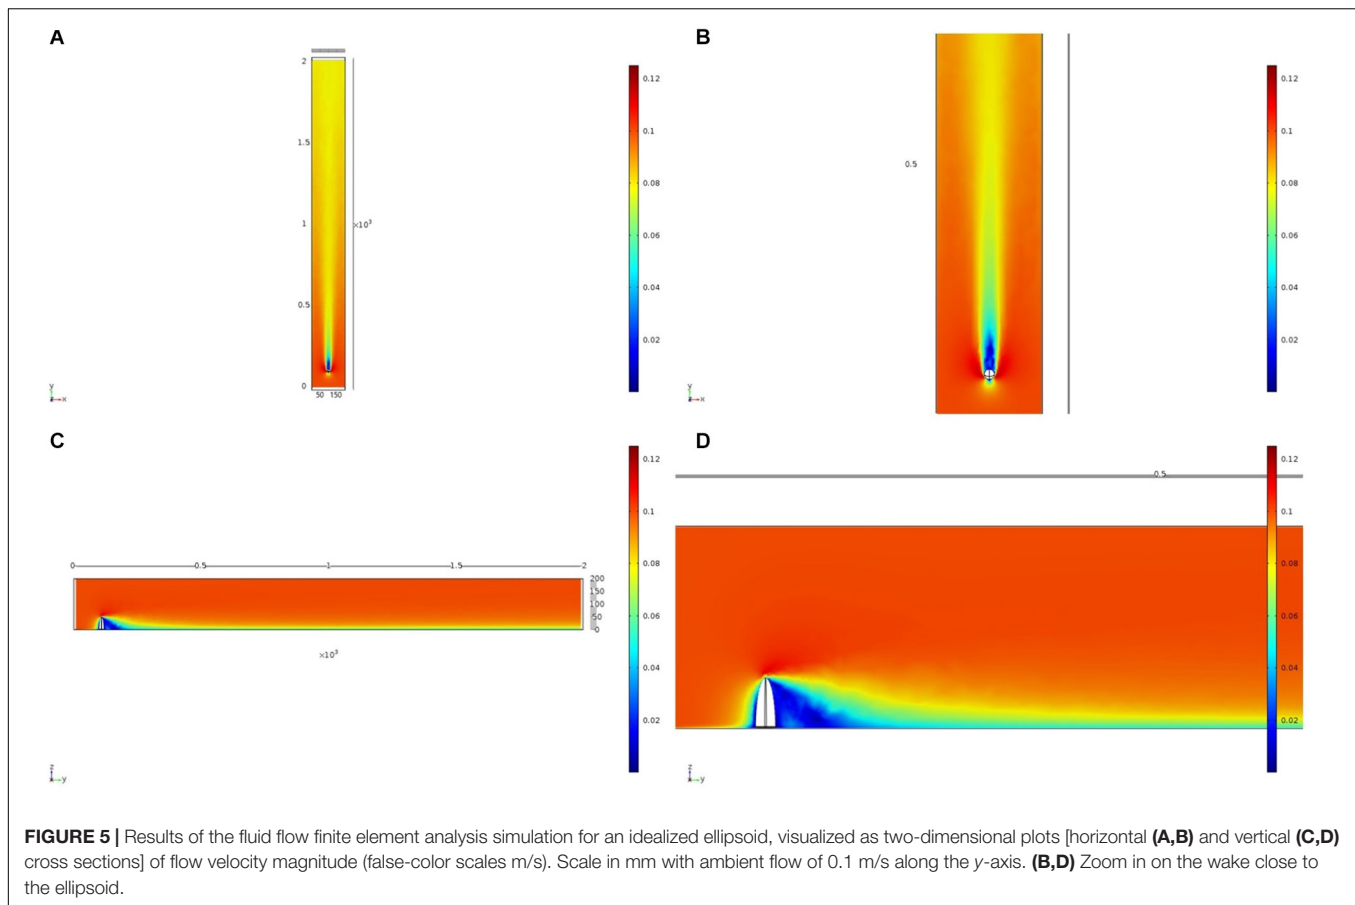 A
2
1.5
1
×10³
0.5
0
50 150
0.12
0.1
0.08
0.06
0.04
0.02
y
x
B
0.5
0.12
0.1
0.08
0.06
0.04
0.02
y
x
C
0 0.5 1 1.5 2
200
150
100
50
0
×10³
0.12
0.1
0.08
0.06
0.04
0.02
z
y
D
0.5
0.12
0.1
0.08
0.06
0.04
0.02
z
y
FIGURE 5 | Results of the fluid flow finite element analysis simulation for an idealized ellipsoid, visualized as two-dimensional plots [horizontal (A,B) and vertical (C,D)
cross sections] of flow velocity magnitude (false-color scales m/s). Scale in mm with ambient flow of 0.1 m/s along the y-axis. (B,D) Zoom in on the wake close to
the ellipsoid.